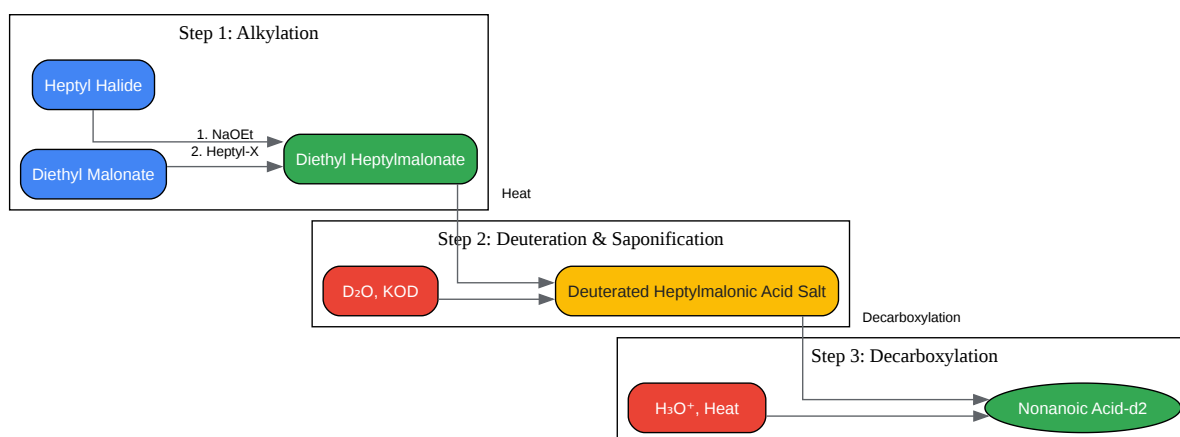 Step 1: Alkylation
Heptyl Halide
1. NaOEt
2. Heptyl-X
Diethyl Malonate
Diethyl Heptylmalonate
Heat
Step 2: Deuteration & Saponification
D₂O, KOD
Deuterated Heptylmalonic Acid Salt
Decarboxylation
Step 3: Decarboxylation
H₃O⁺, Heat
Nonanoic Acid-d2